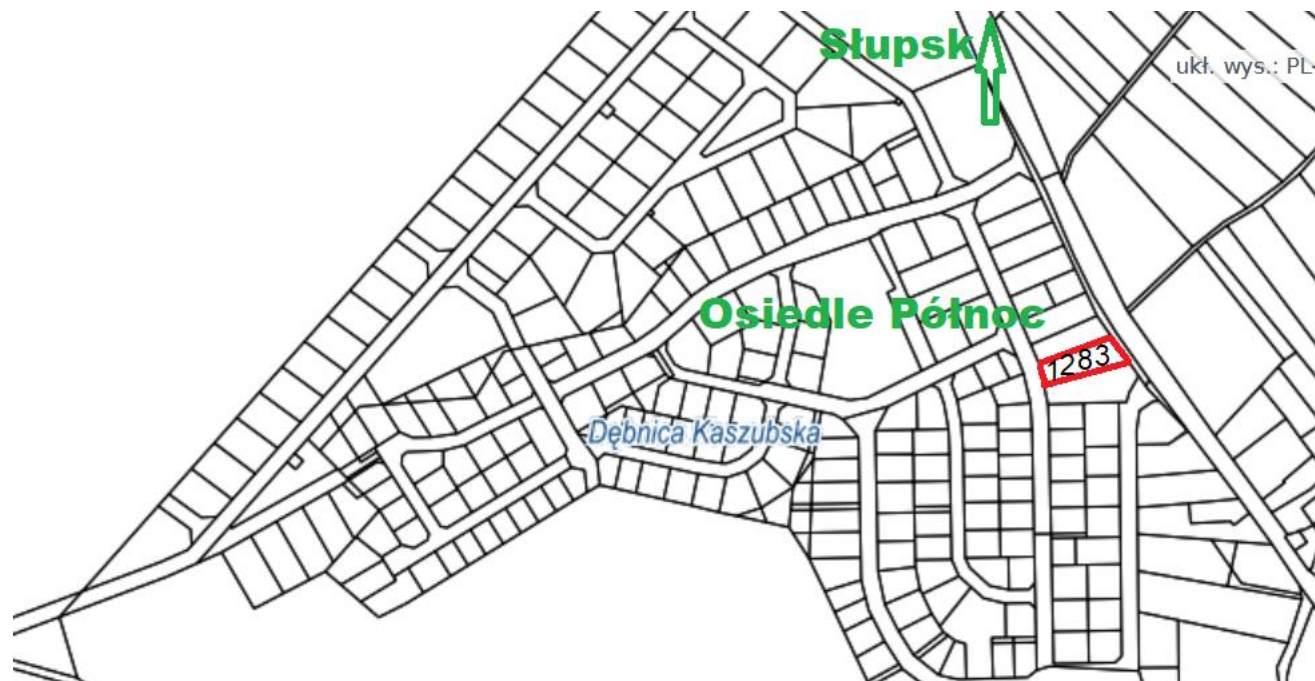 Słupsk
ukł. wys.: PL-
Osiedle Północ
1283
Dębnica Kaszubska